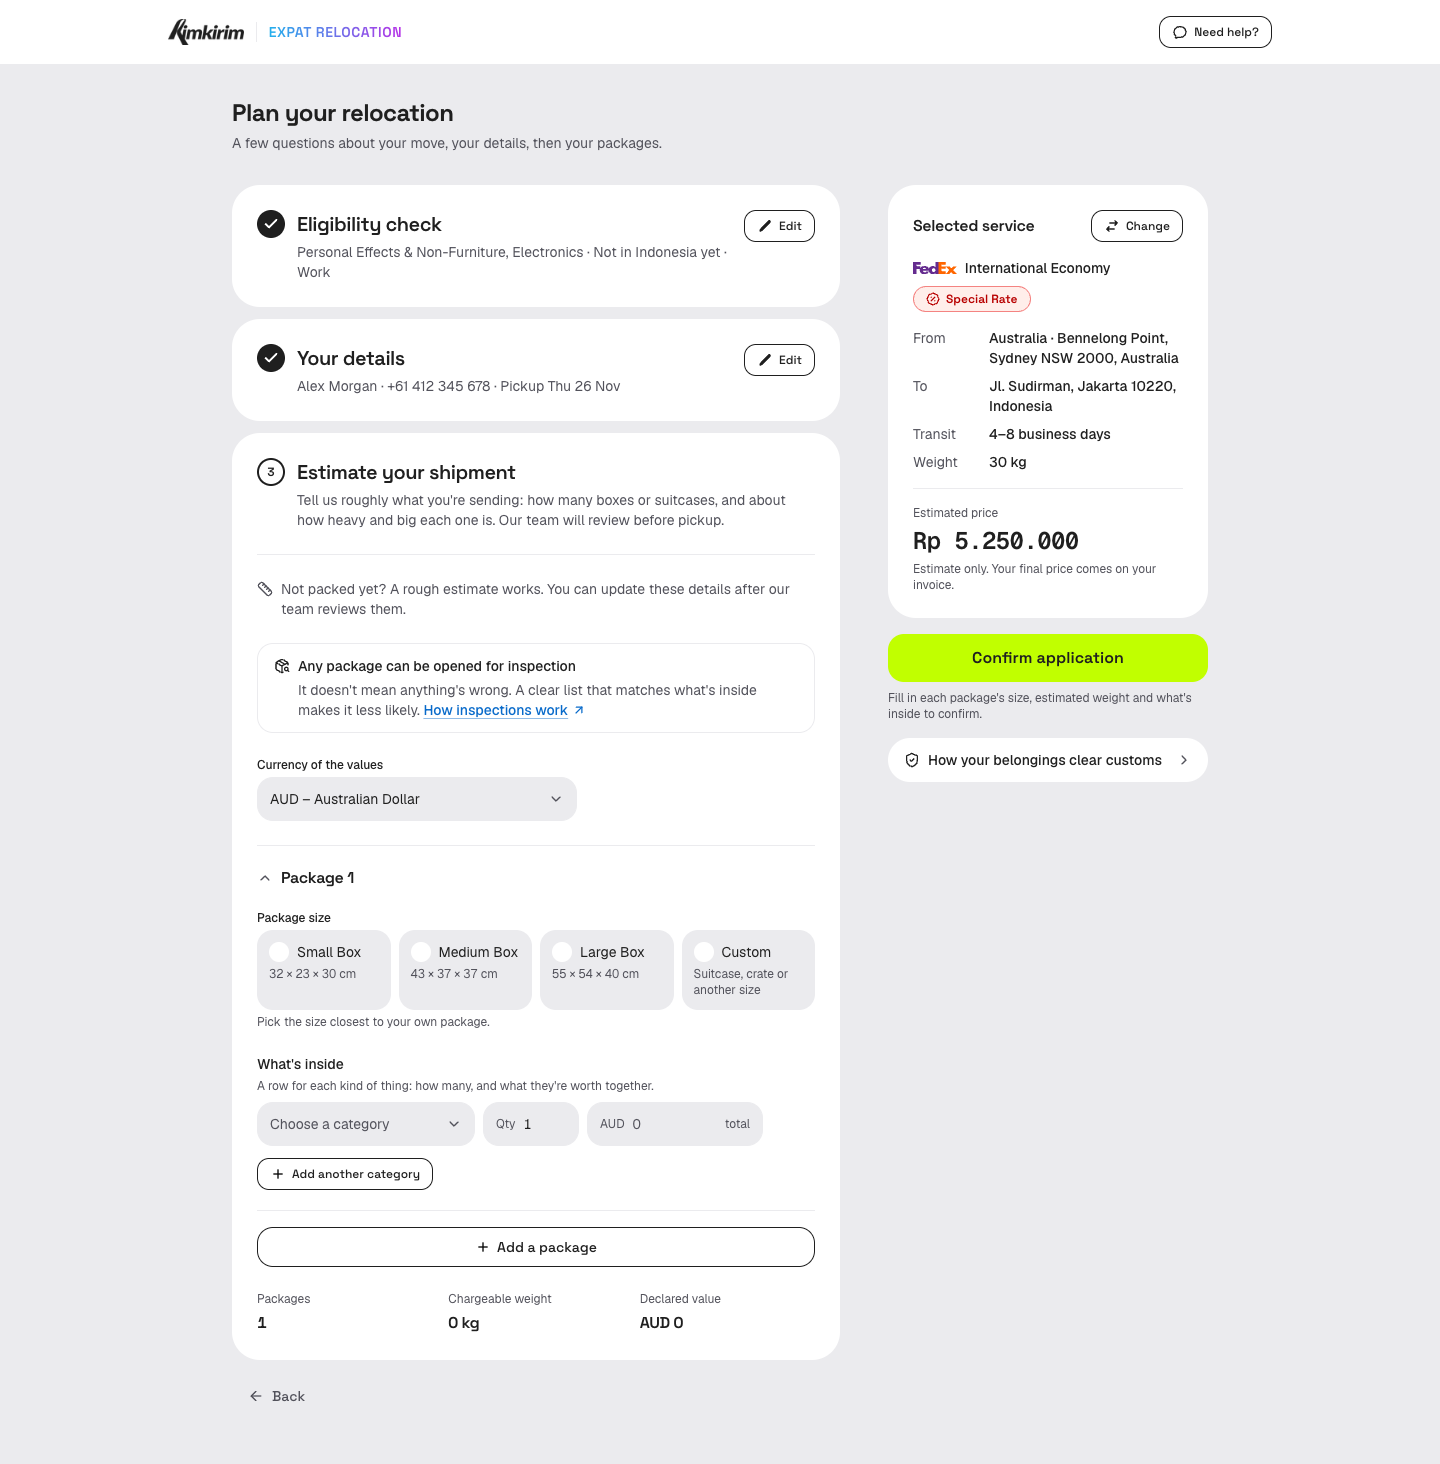 Kimkirim
EXPAT RELOCATION
Need help?
Plan your relocation
A few questions about your move, your details, then your packages.
Eligibility check
Edit
Personal Effects & Non-Furniture, Electronics · Not in Indonesia yet ·
Work
Your details
Edit
Alex Morgan · +61 412 345 678 · Pickup Thu 26 Nov
3
Estimate your shipment
Tell us roughly what you're sending: how many boxes or suitcases, and about
how heavy and big each one is. Our team will review before pickup.
Not packed yet? A rough estimate works. You can update these details after our
team reviews them.
Any package can be opened for inspection
It doesn't mean anything's wrong. A clear list that matches what's inside
makes it less likely. How inspections work
Currency of the values
AUD – Australian Dollar
Package 1
Package size
Small Box
32 × 23 × 30 cm
Medium Box
43 × 37 × 37 cm
Large Box
55 × 54 × 40 cm
Custom
Suitcase, crate or
another size
Pick the size closest to your own package.
What's inside
A row for each kind of thing: how many, and what they're worth together.
Choose a category
Qty 1
AUD 0 total
Add another category
Add a package
Packages
1
Chargeable weight
0 kg
Declared value
AUD 0
Back
Selected service
Change
FedEx International Economy
Special Rate
From
Australia · Bennelong Point,
Sydney NSW 2000, Australia
To
Jl. Sudirman, Jakarta 10220,
Indonesia
Transit
4–8 business days
Weight
30 kg
Estimated price
Rp 5.250.000
Estimate only. Your final price comes on your
invoice.
Confirm application
Fill in each package's size, estimated weight and what's
inside to confirm.
How your belongings clear customs